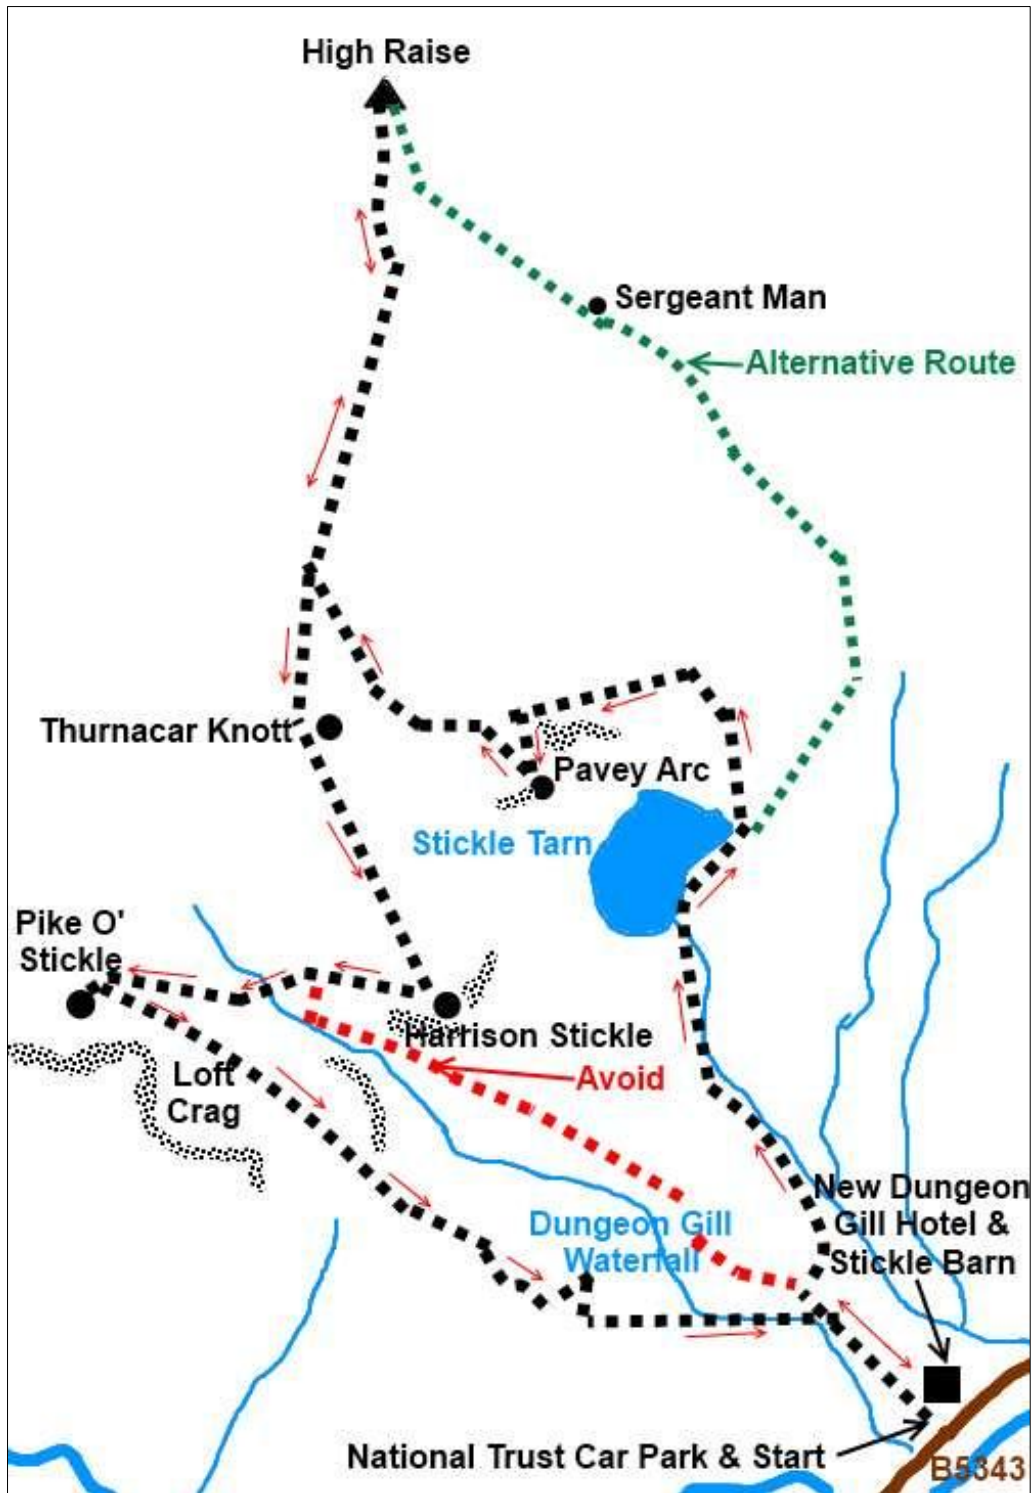 High Raise
Sergeant Man
Alternative Route
Thurnacar Knott
Pavey Arc
Stickle Tarn
Pike O'
Stickle
Harrison Stickle
Loft
Crag
Avoid
New Dungeon
Gill Hotel &
Stickle Barn
Dungeon Gill
Waterfall
National Trust Car Park & Start
B5343